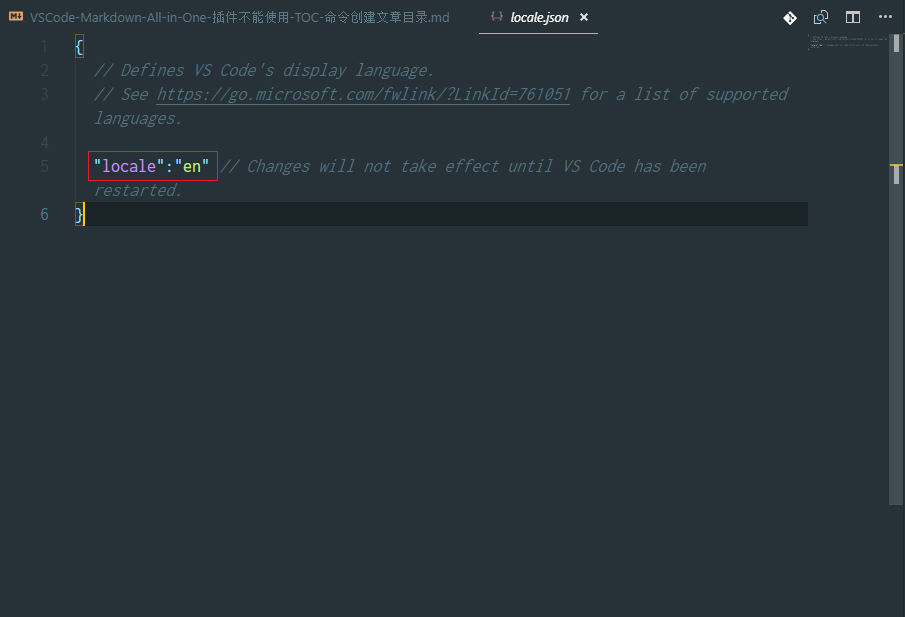 VSCode-Markdown-All-in-One-插件不能使用-TOC-命令创建文章目录.md
locale.json
1 {
2 // Defines VS Code's display language.
3 // See https://go.microsoft.com/fwlink/?LinkId=761051 for a list of supported
languages.
4
5 "locale":"en" // Changes will not take effect until VS Code has been
restarted.
6 }